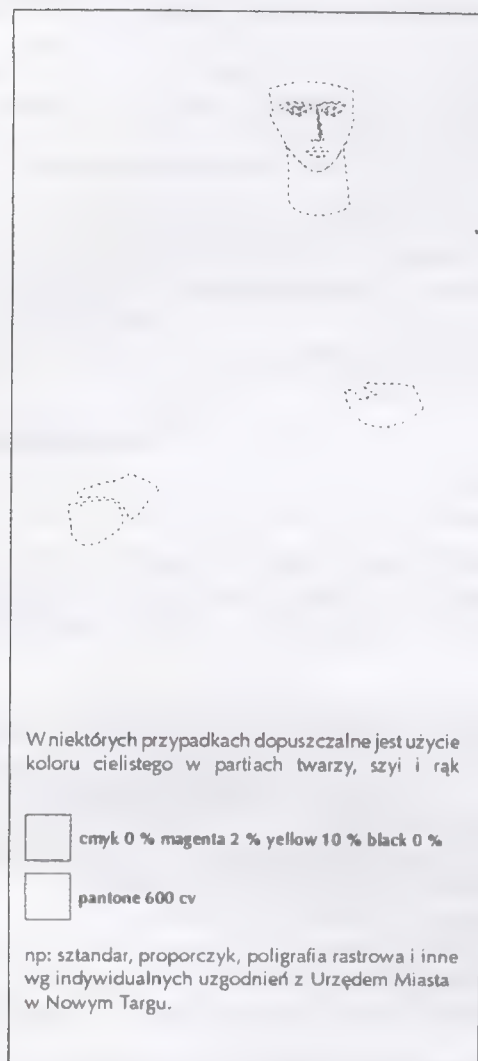 W niektórych przypadkach dopuszczalne jest użycie
koloru cielistego w partiach twarzy, szyi i rąk
cmyk 0 % magenta 2 % yellow 10 % black 0 %
pantone 600 cv
np: sztandar, proporczyk, poligrafia rastrowa i inne
wg indywidualnych uzgodnień z Urzędem Miasta
w Nowym Targu.